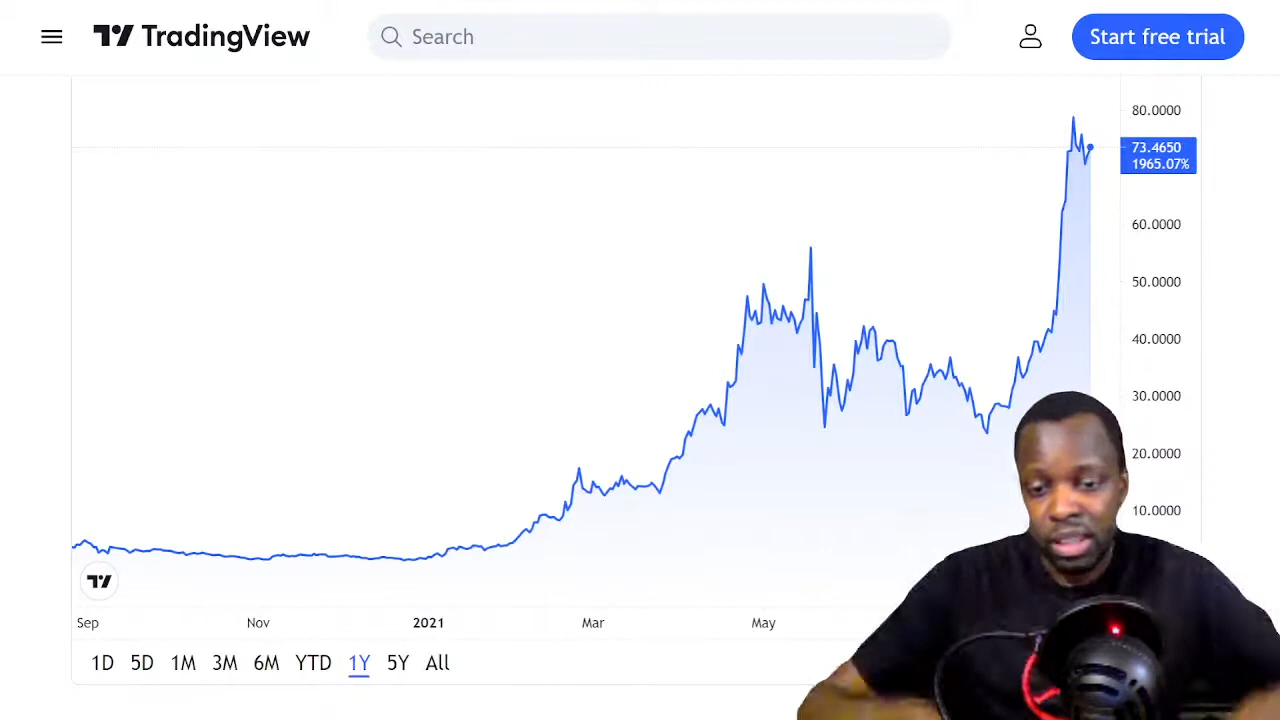 TradingView
Search
Start free trial
80.0000
73.4650
1965.07%
60.0000
50.0000
40.0000
30.0000
20.0000
10.0000
Sep Nov 2021 Mar May
1D 5D 1M 3M 6M YTD 1Y 5Y All